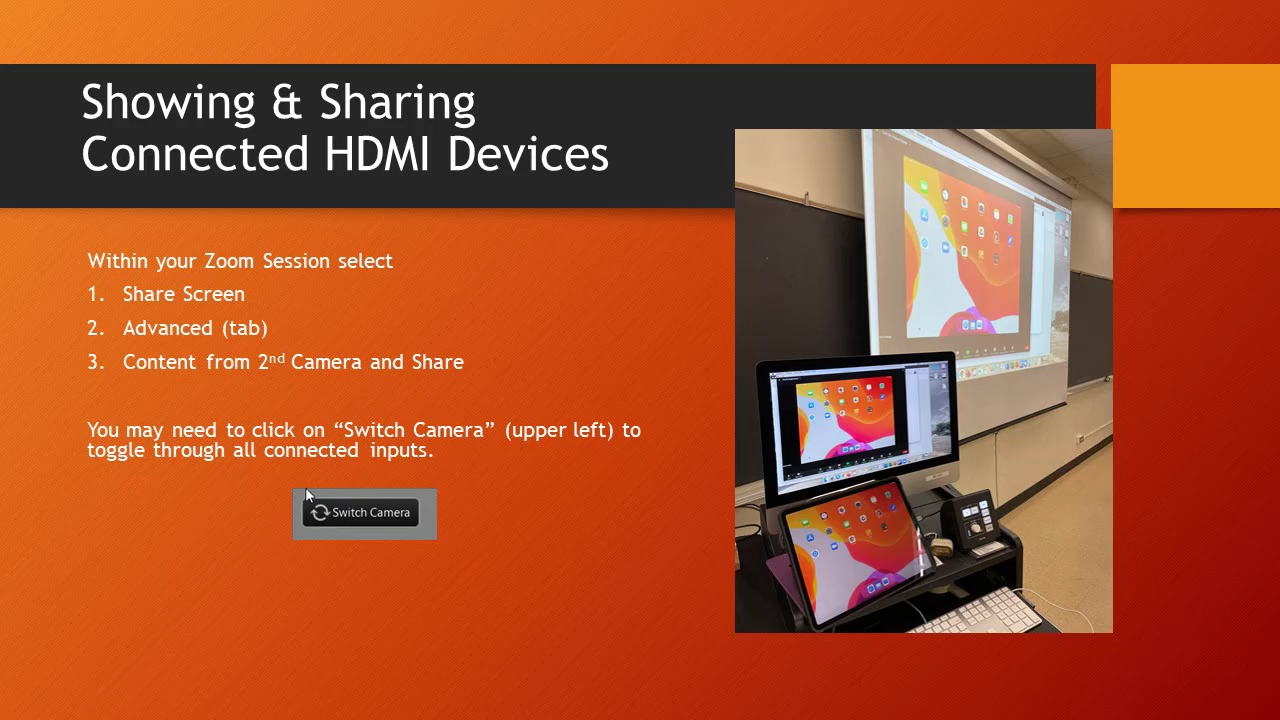 Showing & Sharing
Connected HDMI Devices
Within your Zoom Session select
1. Share Screen
2. Advanced (tab)
3. Content from 2nd Camera and Share
You may need to click on “Switch Camera” (upper left) to
toggle through all connected inputs.
Switch Camera